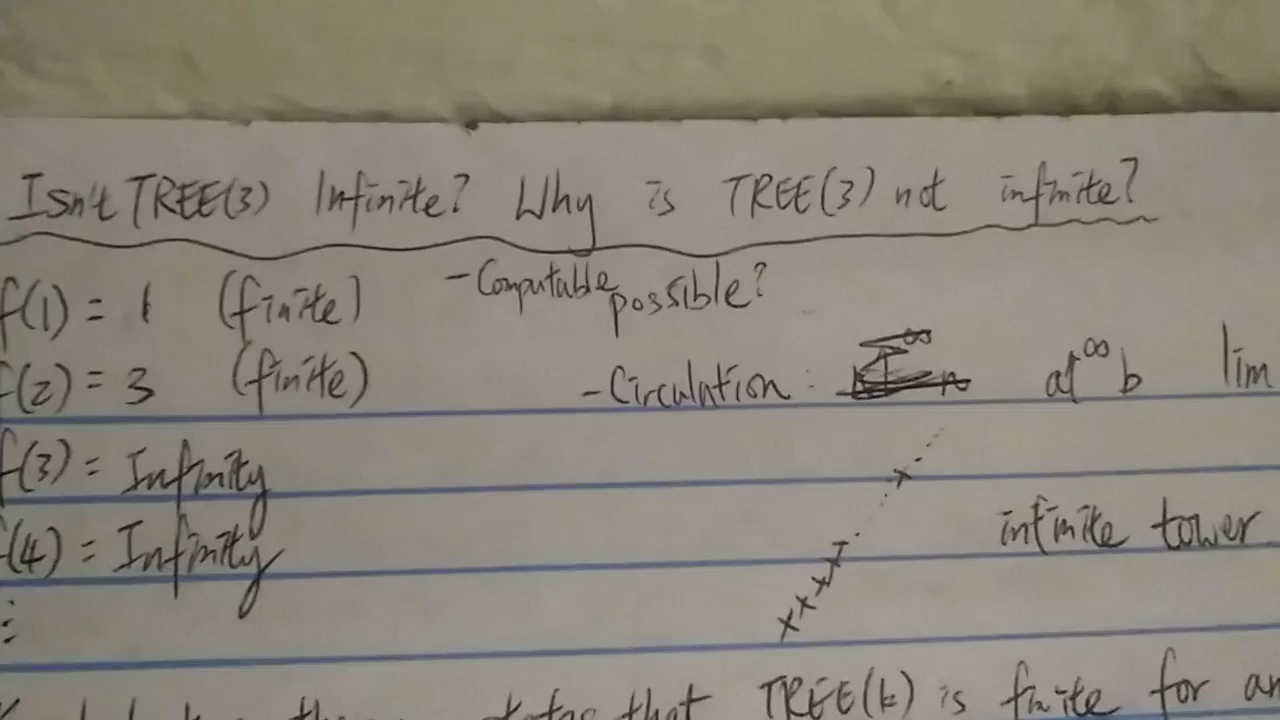 Isn't TREE(3) Infinite? Why is TREE(3) not infinite?
f(1) = 1 (finite) - Computable possible?
f(2) = 3 (finite) - Circulation : a↑^∞ b lim
f(3) = Infinity
(4) = Infinity infinite tower
⋮
that TREE(k) is finite for